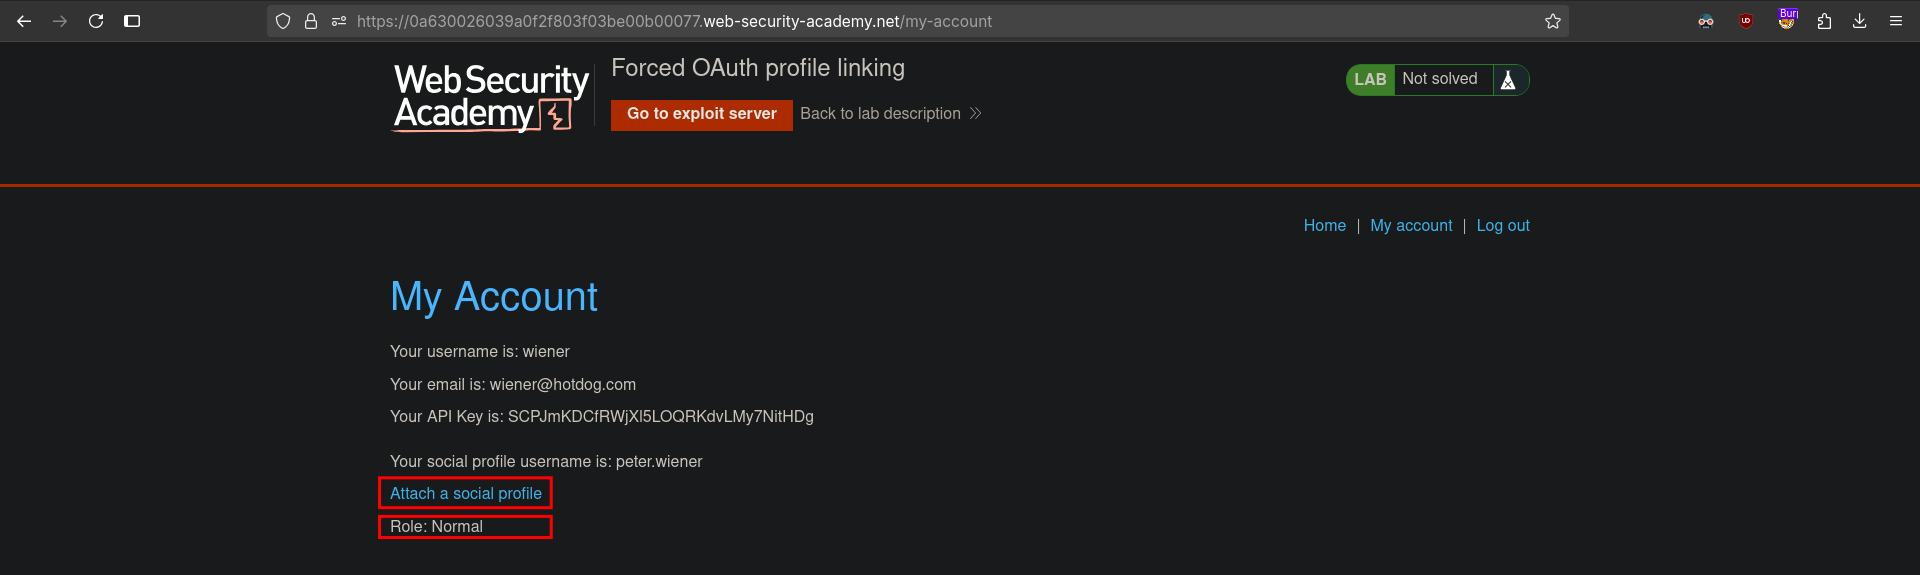 https://0a630026039a0f2f803f03be00b00077.web-security-academy.net/my-account
Burp
Web Security
Academy
Forced OAuth profile linking
Go to exploit server
Back to lab description
LAB
Not solved
Home | My account | Log out
My Account
Your username is: wiener
Your email is: wiener@hotdog.com
Your API Key is: SCPJmKDCfRWjXl5LOQRKdvLMy7NitHDg
Your social profile username is: peter.wiener
Attach a social profile
Role: Normal